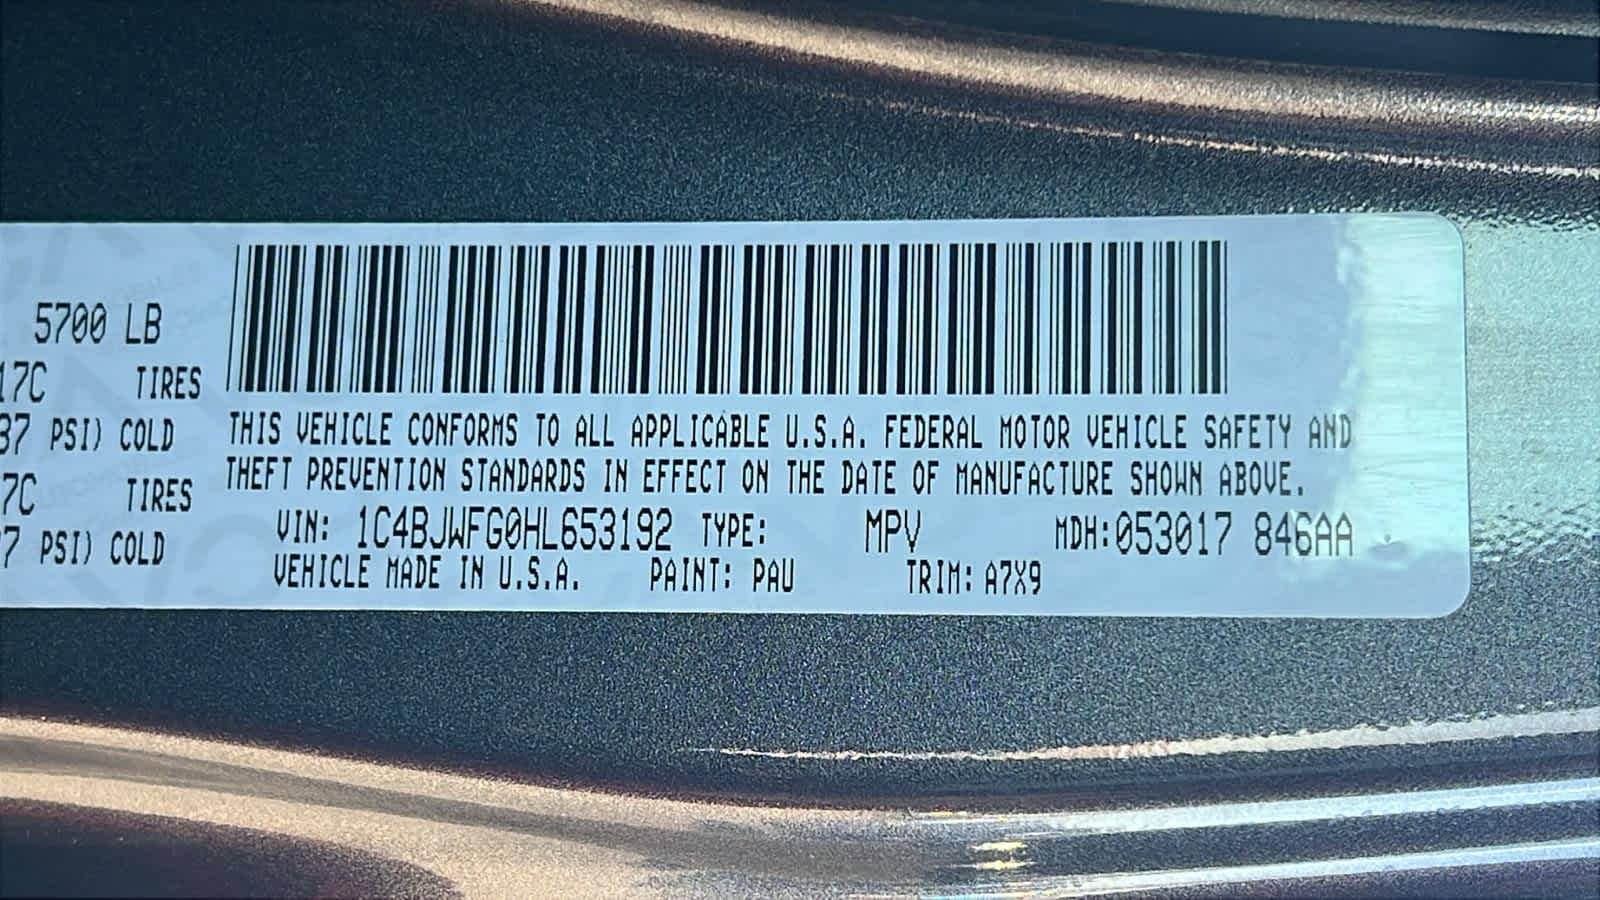 5700 LB
17C TIRES
37 PSI) COLD
7C TIRES
7 PSI) COLD
THIS VEHICLE CONFORMS TO ALL APPLICABLE U.S.A. FEDERAL MOTOR VEHICLE SAFETY AND
THEFT PREVENTION STANDARDS IN EFFECT ON THE DATE OF MANUFACTURE SHOWN ABOVE.
VIN: 1C4BJWFG0HL653192 TYPE: MPV MDH:053017 846AA
VEHICLE MADE IN U.S.A. PAINT: PAU TRIM: A7X9